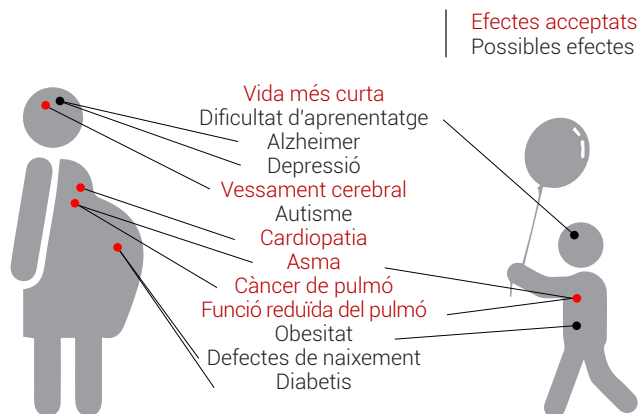 Efectes acceptats
Possibles efectes
Vida més curta
Dificultat d'aprenentatge
Alzheimer
Depressió
Vessament cerebral
Autisme
Cardiopatia
Asma
Càncer de pulmó
Funció reduïda del pulmó
Obesitat
Defectes de naixement
Diabetis